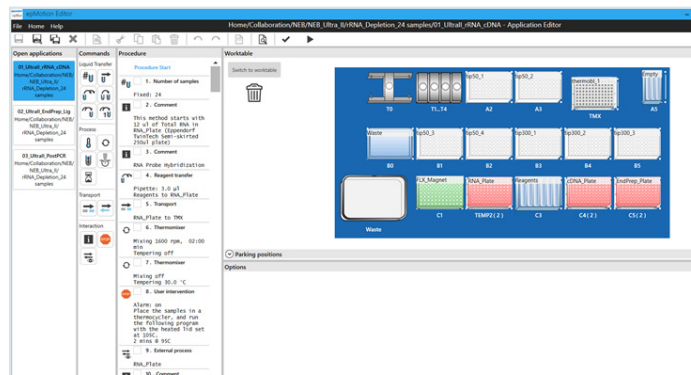 epMotion Editor
File Home Help
Home/Collaboration/NEB/NEB_Ultra_II/rRNA_Depletion_24 samples/01_UltraII_rRNA_cDNA - Application Editor
Open applications
01_UltraII_rRNA_cDNA
Home/Collaboration/NEB/
NEB_Ultra_II/
rRNA_Depletion_24
samples
02_UltraII_EndPrep_Lig
Home/Collaboration/NEB/
NEB_Ultra_II/
rRNA_Depletion_24
samples
03_UltraII_PostPCR
Home/Collaboration/NEB/
NEB_Ultra_II/
rRNA_Depletion_24
samples
Commands
Liquid Transfer
Process
Transport
Interaction
Procedure
Procedure Start
1. Number of samples
Fixed: 24
2. Comment
This method starts with
12 ul of Total RNA in
RNA_Plate (Eppendorf
TwinTech Semi-skirted
250ul plate)
3. Comment
RNA Probe Hybridization
4. Reagent transfer
Pipette: 3.0 µl
Reagents to RNA_Plate
5. Transport
RNA_Plate to TMX
6. Thermomixer
Mixing 1600 rpm, 02:00
min
Tempering off
7. Thermomixer
Mixing off
Tempering 30.0 °C
8. User intervention
STOP
Alarm: on
Place the samples in a
thermocycler, and run
the following program
with the heated lid set
at 105C.
2 mins @ 95C
9. External process
RNA_Plate
10. Comment
Worktable
Switch to worktable
T0
T1..T4
tip50_1
A2
tip50_2
A3
thermobl_1
TMX
Empty
A5
Waste
B0
tip50_3
B1
tip50_4
B2
tip300_1
B3
tip300_2
B4
tip300_3
B5
Waste
FLX_Magnet
C1
RNA_Plate
TEMP2( 2 )
Reagents
C3
cDNA_Plate
C4( 2 )
EndPrep_Plate
C5( 2 )
Parking positions
Options